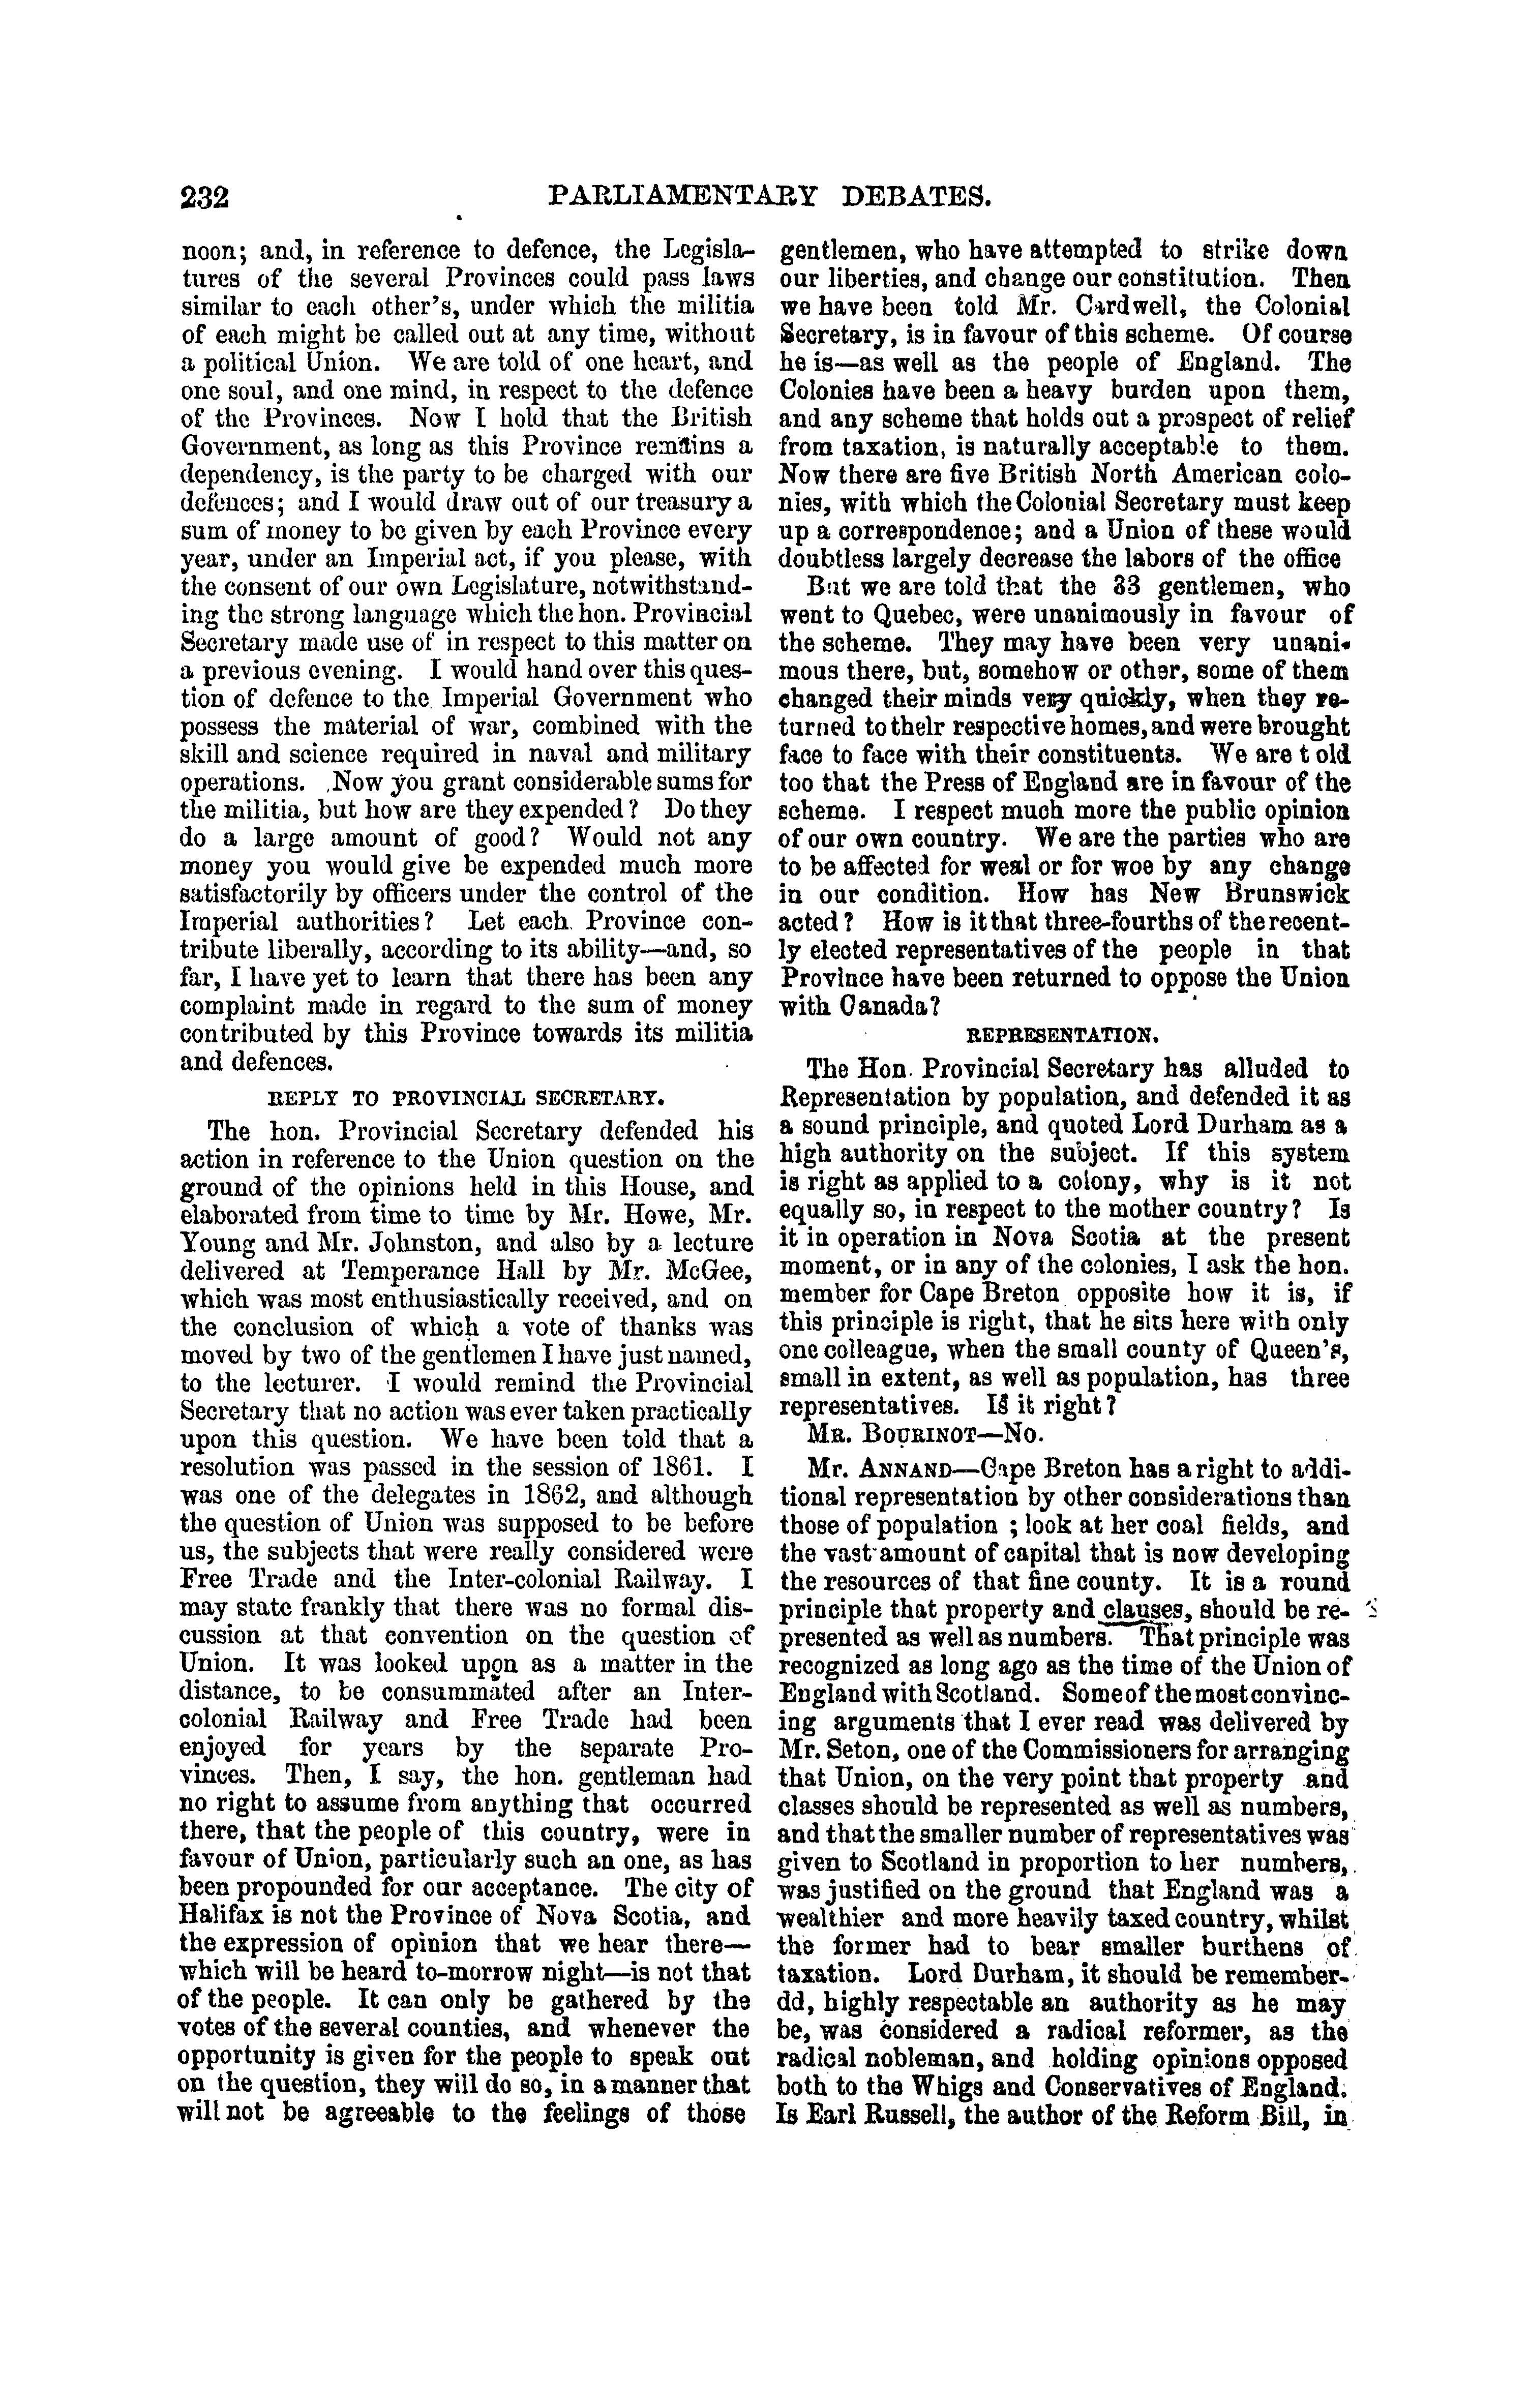 232 PARLIAMENTARY DEBATES.
noon; and, in reference to defence, the Legisla-
tures of the several Provinces could pass laws
similar to each other's, under which the militia
of each might be called out at any time, without
a political Union. We are told of one heart, and
one soul, and one mind, in respect to the defence
of the Provinces. Now I hold that the British
Government, as long as this Province remains a
dependency, is the party to be charged with our
defences; and I would draw out of our treasury a
sum of money to be given by each Province every
year, under an Imperial act, if you please, with
the consent of our own Legislature, notwithstand-
ing the strong language which the hon. Provincial
Secretary made use of in respect to this matter on
a previous evening. I would hand over this ques-
tion of defence to the Imperial Government who
possess the material of war, combined with the
skill and science required in naval and military
operations. Now you grant considerable sums for
the militia, but how are they expended? Do they
do a large amount of good? Would not any
money you would give be expended much more
satisfactorily by officers under the control of the
Imperial authorities? Let each Province con-
tribute liberally, according to its ability—and, so
far, I have yet to learn that there has been any
complaint made in regard to the sum of money
contributed by this Province towards its militia
and defences.
REPLY TO PROVINCIAL SECRETARY.
The hon. Provincial Secretary defended his
action in reference to the Union question on the
ground of the opinions held in this House, and
elaborated from time to time by Mr. Howe, Mr.
Young and Mr. Johnston, and also by a lecture
delivered at Temperance Hall by Mr. McGee,
which was most enthusiastically received, and on
the conclusion of which a vote of thanks was
moved by two of the gentlemen I have just named,
to the lecturer. I would remind the Provincial
Secretary that no action was ever taken practically
upon this question. We have been told that a
resolution was passed in the session of 1861. I
was one of the delegates in 1862, and although
the question of Union was supposed to be before
us, the subjects that were really considered were
Free Trade and the Inter-colonial Railway. I
may state frankly that there was no formal dis-
cussion at that convention on the question of
Union. It was looked upon as a matter in the
distance, to be consummated after an Inter-
colonial Railway and Free Trade had been
enjoyed for years by the separate Pro-
vinces. Then, I say, the hon. gentleman had
no right to assume from anything that occurred
there, that the people of this country, were in
favour of Union, particularly such an one, as has
been propounded for our acceptance. The city of
Halifax is not the Province of Nova Scotia, and
the expression of opinion that we hear there—
which will be heard to-morrow night—is not that
of the people. It can only be gathered by the
votes of the several counties, and whenever the
opportunity is given for the people to speak out
on the question, they will do so, in a manner that
will not be agreeable to the feelings of those
gentlemen, who have attempted to strike down
our liberties, and change our constitution. Then
we have been told Mr. Cardwell, the Colonial
Secretary, is in favour of this scheme. Of course
he is—as well as the people of England. The
Colonies have been a heavy burden upon them,
and any scheme that holds out a prospect of relief
from taxation, is naturally acceptable to them.
Now there are five British North American colo-
nies, with which the Colonial Secretary must keep
up a correspondence; and a Union of these would
doubtless largely decrease the labors of the office
But we are told that the 33 gentlemen, who
went to Quebec, were unanimously in favour of
the scheme. They may have been very unani-
mous there, but, somehow or other, some of them
changed their minds very quickly, when they re-
turned to their respective homes, and were brought
face to face with their constituents. We are t old
too that the Press of England are in favour of the
scheme. I respect much more the public opinion
of our own country. We are the parties who are
to be affected for weal or for woe by any change
in our condition. How has New Brunswick
acted? How is it that three-fourths of the recent-
ly elected representatives of the people in that
Province have been returned to oppose the Union
with Canada?
REPRESENTATION.
The Hon. Provincial Secretary has alluded to
Representation by population, and defended it as
a sound principle, and quoted Lord Durham as a
high authority on the subject. If this system
is right as applied to a colony, why is it not
equally so, in respect to the mother country? Is
it in operation in Nova Scotia at the present
moment, or in any of the colonies, I ask the hon.
member for Cape Breton opposite how it is, if
this principle is right, that he sits here with only
one colleague, when the small county of Queen's,
small in extent, as well as population, has three
representatives. Is it right?
MR. BOURINOT—NO.
Mr. ANNAND—Cape Breton has a right to addi-
tional representation by other considerations than
those of population ; look at her coal fields, and
the vast amount of capital that is now developing
the resources of that fine county. It is a round
principle that property and clauses, should be re-
presented as well as numbers. That principle was
recognized as long ago as the time of the Union of
England with Scotland. Some of the most convinc-
ing arguments that I ever read was delivered by
Mr. Seton, one of the Commissioners for arranging
that Union, on the very point that property and
classes should be represented as well as numbers,
and that the smaller number of representatives was
given to Scotland in proportion to her numbers,
was justified on the ground that England was a
wealthier and more heavily taxed country, whilst
the former had to bear smaller burthens of
taxation. Lord Durham, it should be remember-
dd, highly respectable an authority as he may
be, was considered a radical reformer, as the
radical nobleman, and holding opinions opposed
both to the Whigs and Conservatives of England.
Is Earl Russell, the author of the Reform Bill, in